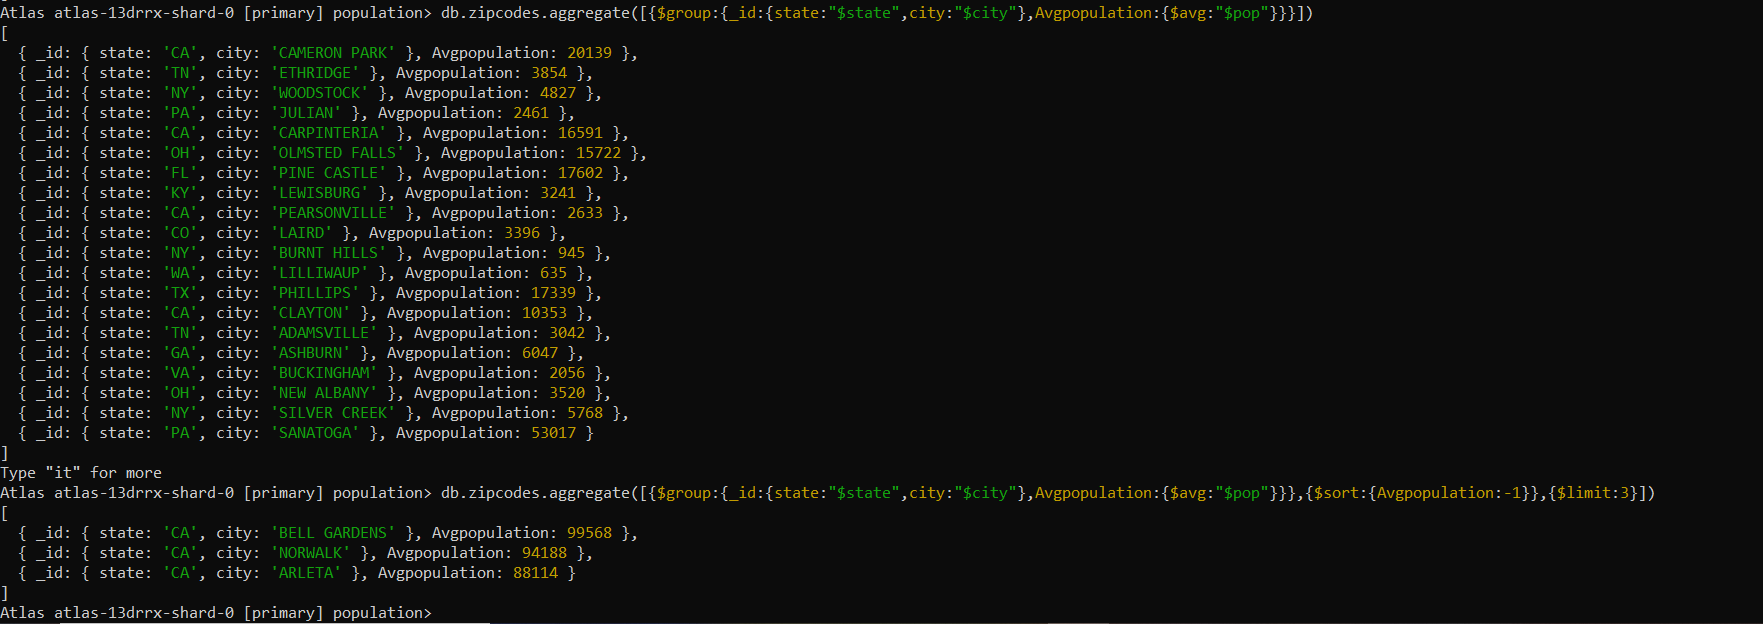 Atlas atlas-13drrx-shard-0 [primary] population> db.zipcodes.aggregate([{$group:{_id:{state:"$state",city:"$city"},Avgpopulation:{$avg:"$pop"}}}])
[
  { _id: { state: 'CA', city: 'CAMERON PARK' }, Avgpopulation: 20139 },
  { _id: { state: 'TN', city: 'ETHRIDGE' }, Avgpopulation: 3854 },
  { _id: { state: 'NY', city: 'WOODSTOCK' }, Avgpopulation: 4827 },
  { _id: { state: 'PA', city: 'JULIAN' }, Avgpopulation: 2461 },
  { _id: { state: 'CA', city: 'CARPINTERIA' }, Avgpopulation: 16591 },
  { _id: { state: 'OH', city: 'OLMSTED FALLS' }, Avgpopulation: 15722 },
  { _id: { state: 'FL', city: 'PINE CASTLE' }, Avgpopulation: 17602 },
  { _id: { state: 'KY', city: 'LEWISBURG' }, Avgpopulation: 3241 },
  { _id: { state: 'CA', city: 'PEARSONVILLE' }, Avgpopulation: 2633 },
  { _id: { state: 'CO', city: 'LAIRD' }, Avgpopulation: 3396 },
  { _id: { state: 'NY', city: 'BURNT HILLS' }, Avgpopulation: 945 },
  { _id: { state: 'WA', city: 'LILLIWAUP' }, Avgpopulation: 635 },
  { _id: { state: 'TX', city: 'PHILLIPS' }, Avgpopulation: 17339 },
  { _id: { state: 'CA', city: 'CLAYTON' }, Avgpopulation: 10353 },
  { _id: { state: 'TN', city: 'ADAMSVILLE' }, Avgpopulation: 3042 },
  { _id: { state: 'GA', city: 'ASHBURN' }, Avgpopulation: 6047 },
  { _id: { state: 'VA', city: 'BUCKINGHAM' }, Avgpopulation: 2056 },
  { _id: { state: 'OH', city: 'NEW ALBANY' }, Avgpopulation: 3520 },
  { _id: { state: 'NY', city: 'SILVER CREEK' }, Avgpopulation: 5768 },
  { _id: { state: 'PA', city: 'SANATOGA' }, Avgpopulation: 53017 }
]
Type "it" for more
Atlas atlas-13drrx-shard-0 [primary] population> db.zipcodes.aggregate([{$group:{_id:{state:"$state",city:"$city"},Avgpopulation:{$avg:"$pop"}}},{$sort:{Avgpopulation:-1}},{$limit:3}])
[
  { _id: { state: 'CA', city: 'BELL GARDENS' }, Avgpopulation: 99568 },
  { _id: { state: 'CA', city: 'NORWALK' }, Avgpopulation: 94188 },
  { _id: { state: 'CA', city: 'ARLETA' }, Avgpopulation: 88114 }
]
Atlas atlas-13drrx-shard-0 [primary] population>